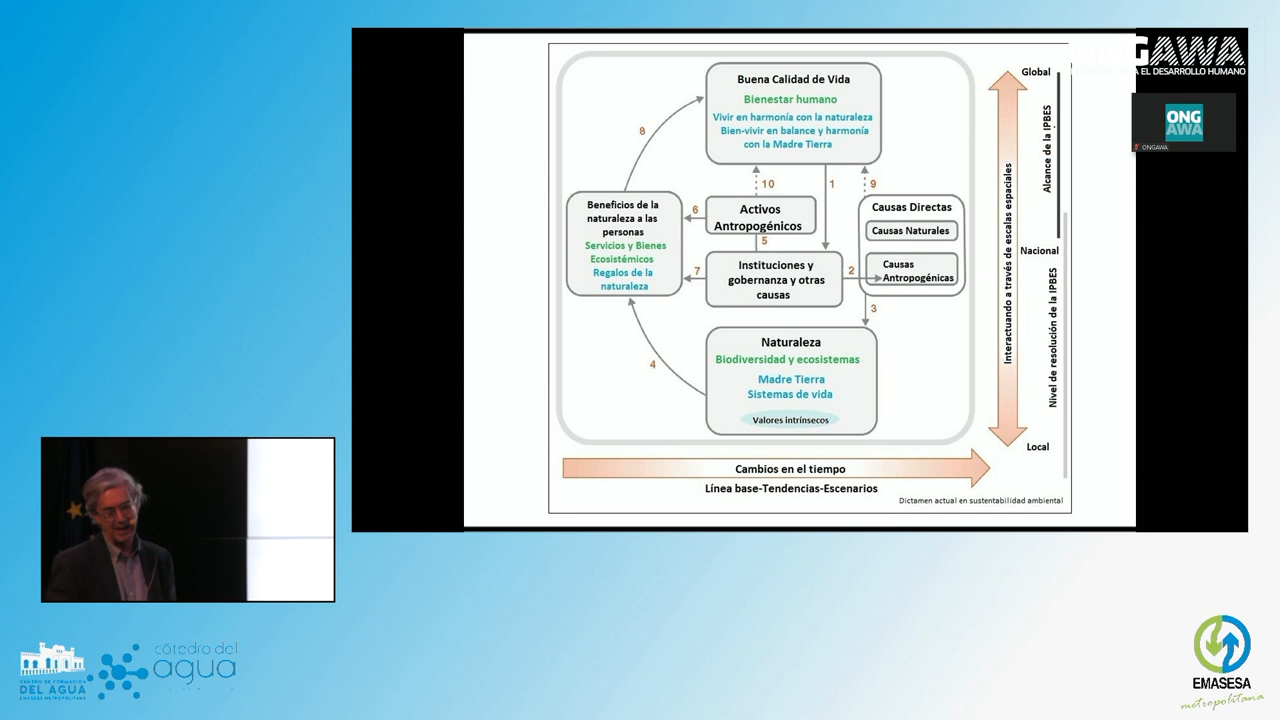 Buena Calidad de Vida
Bienestar humano
Vivir en harmonía con la naturaleza
Bien-vivir en balance y harmonía
con la Madre Tierra
8
10
1
9
Beneficios de la
naturaleza a las
personas
Servicios y Bienes
Ecosistémicos
Regalos de la
naturaleza
6
Activos
Antropogénicos
5
7
Instituciones y
gobernanza y otras
causas
2
Causas Directas
Causas Naturales
Causas
Antropogénicas
3
4
Naturaleza
Biodiversidad y ecosistemas
Madre Tierra
Sistemas de vida
Valores intrínsecos
Cambios en el tiempo
Línea base-Tendencias-Escenarios
Dictamen actual en sustentabilidad ambiental
Interactuando a través de escalas espaciales
Global
Alcance de la IPBES
Nacional
Nivel de resolución de la IPBES
Local
ONGAWA
A EL DESARROLLO HUMANO
ONG
AWA
ONGAWA
CENTRO DE FORMACIÓN
DEL AGUA
EMASESA METROPOLITANA
cátedra del
agua
EMASESA
metropolitana